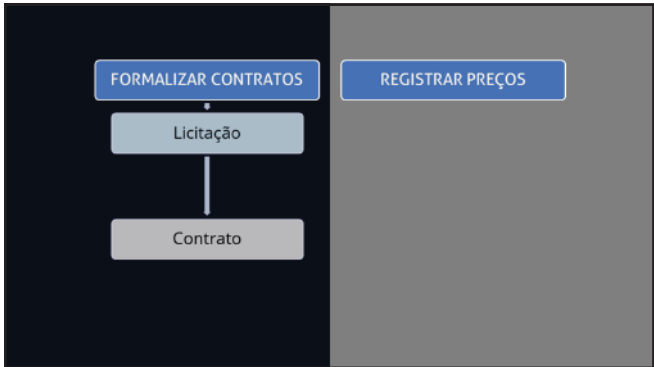 FORMALIZAR CONTRATOS
Licitação
Contrato
REGISTRAR PREÇOS